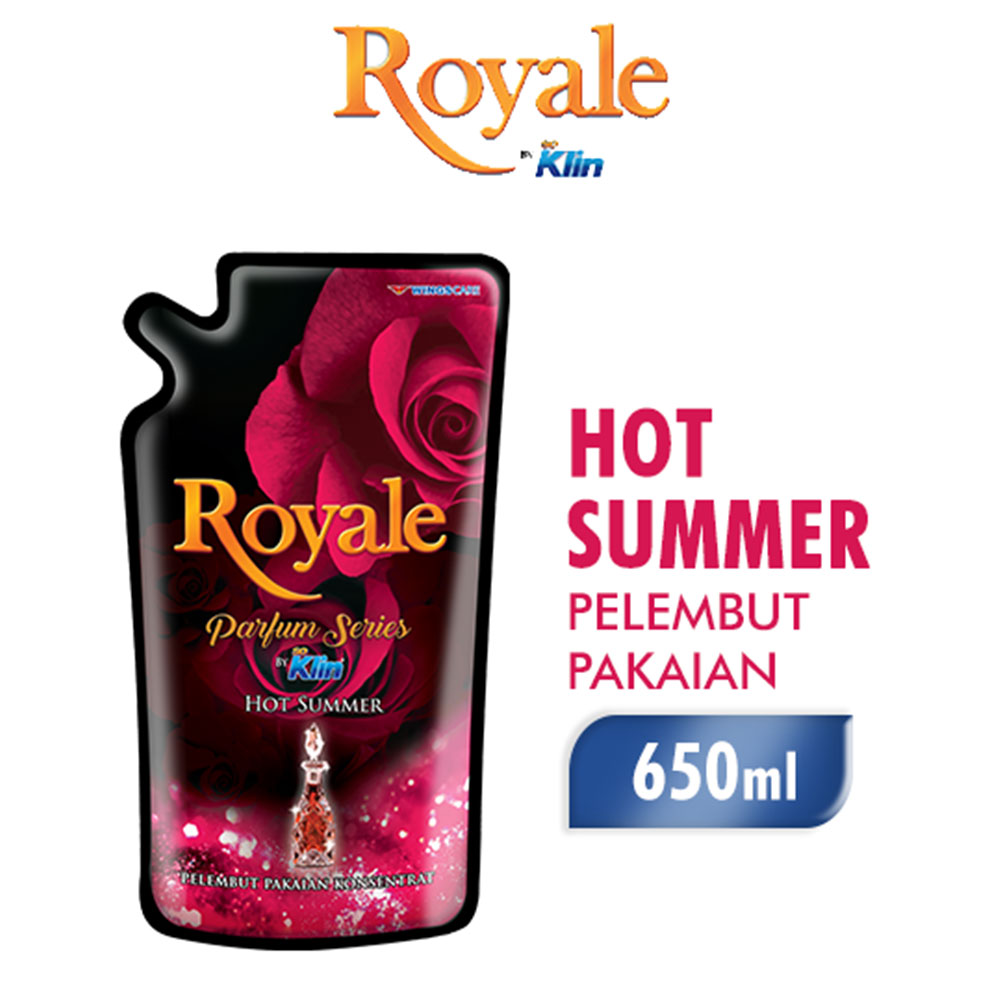 Royale
BY So Klin
WINGSCARE
Royale
Parfum Series
BY So Klin
HOT SUMMER
PELEMBUT PAKAIAN KONSENTRAT
HOT
SUMMER
PELEMBUT
PAKAIAN
650ml